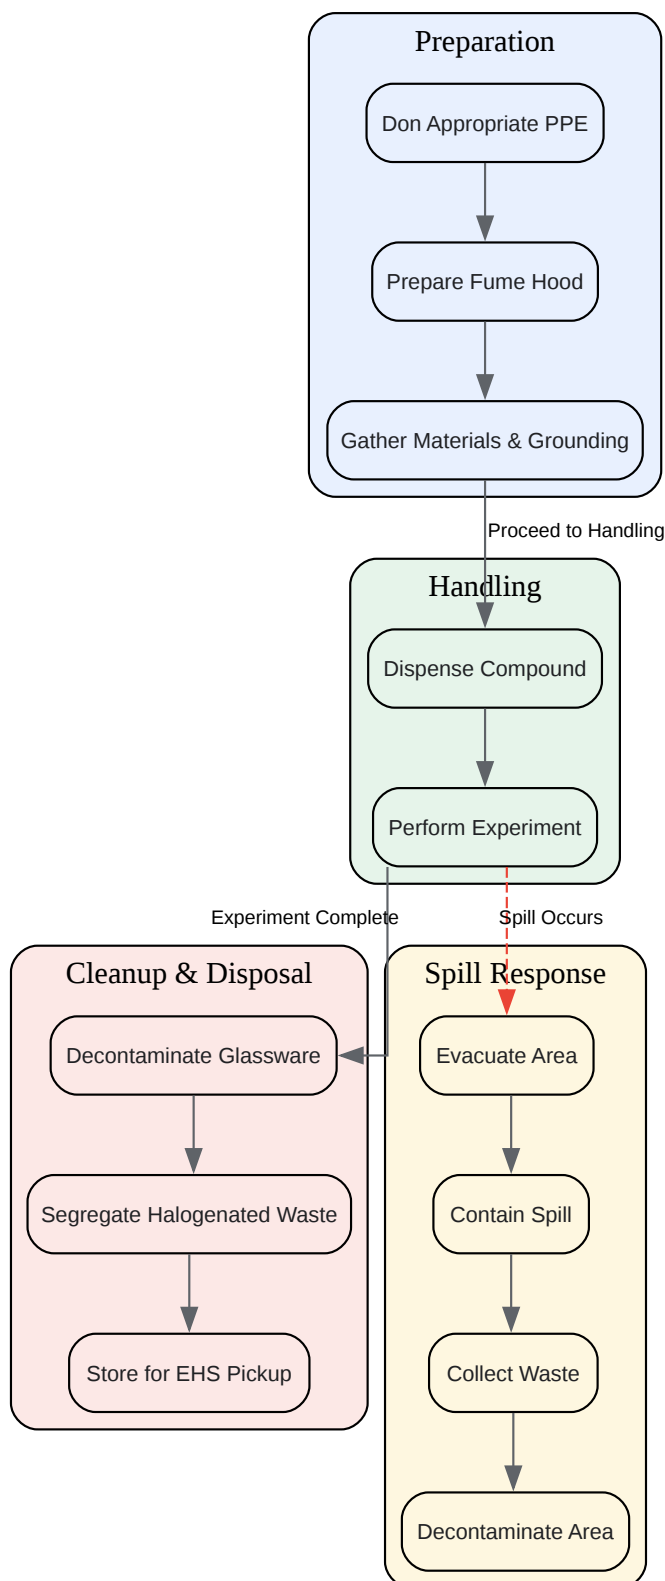 Preparation
Don Appropriate PPE
Prepare Fume Hood
Gather Materials & Grounding
Proceed to Handling
Handling
Dispense Compound
Perform Experiment
Experiment Complete
Spill Occurs
Cleanup & Disposal
Decontaminate Glassware
Segregate Halogenated Waste
Store for EHS Pickup
Spill Response
Evacuate Area
Contain Spill
Collect Waste
Decontaminate Area